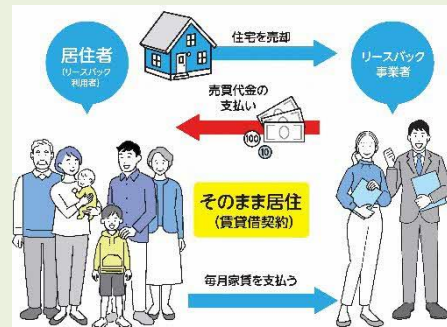 居住者
(リースバック
利用者)
住宅を売却
リースバック
事業者
売買代金の
支払い
100
10
そのまま居住
(賃貸借契約)
毎月家賃を支払う